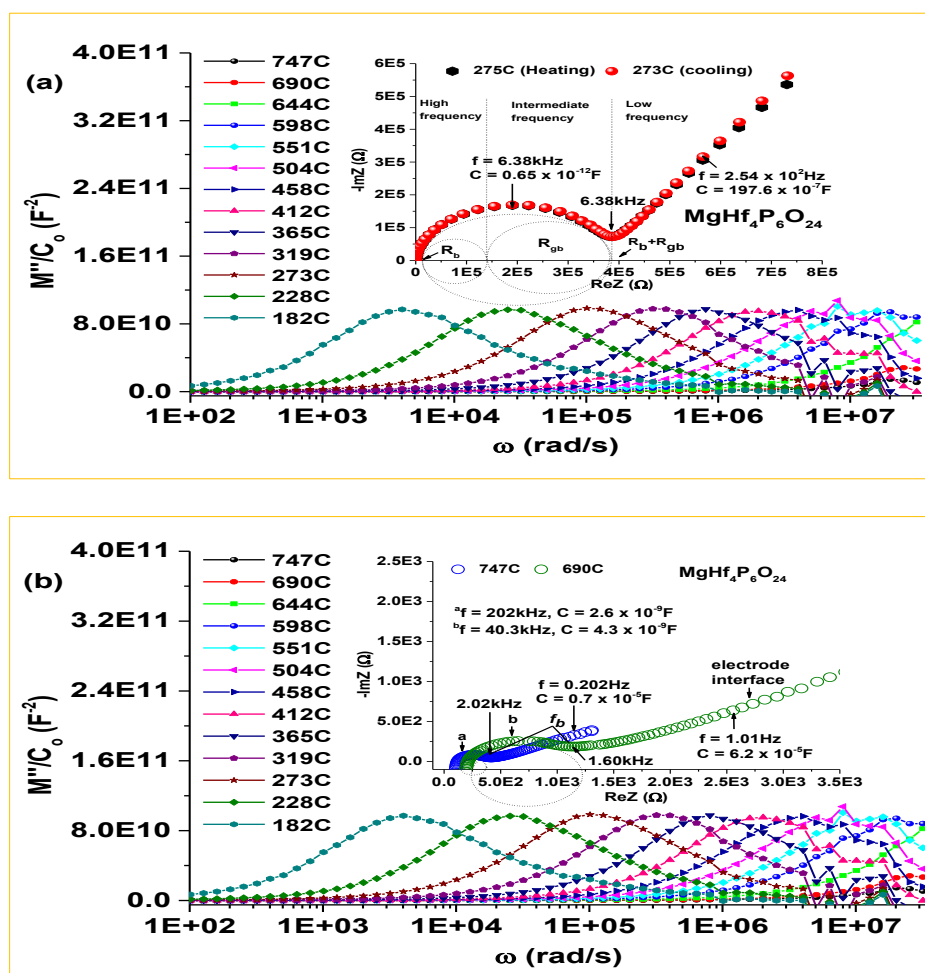 (a)
4.0E11
3.2E11
2.4E11
1.6E11
8.0E10
0.0
M"/Cₒ (F⁻²)
747C
690C
644C
598C
551C
504C
458C
412C
365C
319C
273C
228C
182C
1E+02 1E+03 1E+04 1E+05 1E+06 1E+07
ω (rad/s)
6E5
5E5
4E5
3E5
2E5
1E5
0
-ImZ (Ω)
275C (Heating) 273C (cooling)
High frequency
Intermediate frequency
Low frequency
f = 6.38kHz
C = 0.65 x 10⁻¹²F
6.38kHz
f = 2.54 x 10²Hz
C = 197.6 x 10⁻⁷F
MgHf₄P₆O₂₄
R_b
R_gb
R_b+R_gb
0 1E5 2E5 3E5 4E5 5E5 6E5 7E5 8E5
ReZ (Ω)
(b)
4.0E11
3.2E11
2.4E11
1.6E11
8.0E10
0.0
M"/Cₒ (F⁻²)
747C
690C
644C
598C
551C
504C
458C
412C
365C
319C
273C
228C
182C
1E+02 1E+03 1E+04 1E+05 1E+06 1E+07
ω (rad/s)
2.5E3
2.0E3
1.5E3
1.0E3
5.0E2
0.0
-ImZ (Ω)
747C 690C
MgHf₄P₆O₂₄
ᵃf = 202kHz, C = 2.6 x 10⁻⁹F
ᵇf = 40.3kHz, C = 4.3 x 10⁻⁹F
electrode
interface
f = 0.202Hz
C = 0.7 x 10⁻⁵F
2.02kHz
a
b
f_b
1.60kHz
f = 1.01Hz
C = 6.2 x 10⁻⁵F
0.0 5.0E2 1.0E3 1.5E3 2.0E3 2.5E3 3.0E3 3.5E3
ReZ (Ω)